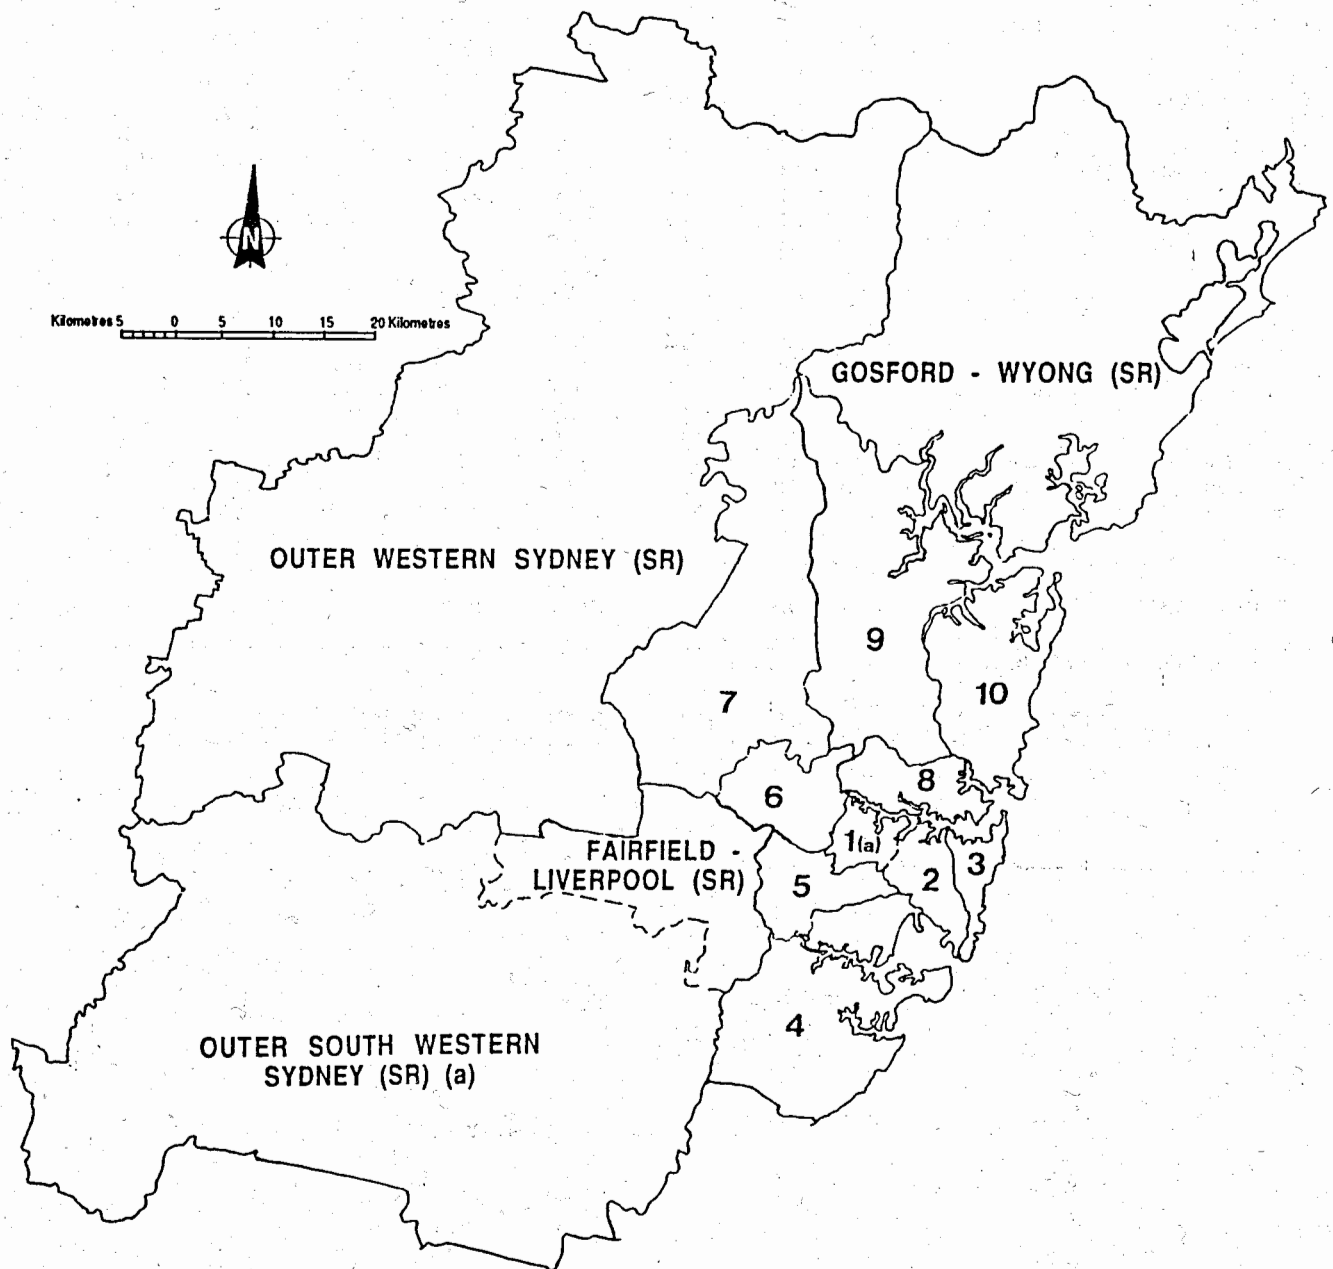 N
Kilometres 5 0 5 10 15 20 Kilometres
GOSFORD - WYONG (SR)
OUTER WESTERN SYDNEY (SR)
9
7
10
8
6
1(a)
3
FAIRFIELD -
LIVERPOOL (SR)
5
2
4
OUTER SOUTH WESTERN
SYDNEY (SR) (a)